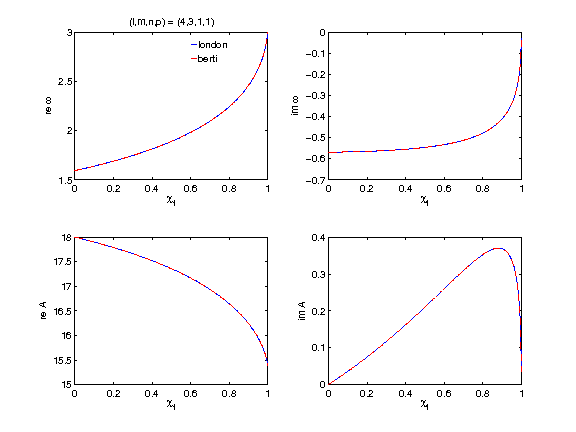 (l,m,n,p) = (4,3,1,1)
london
berti
re ω
3
2.5
2
1.5
0 0.2 0.4 0.6 0.8 1
χf
im ω
0
−0.1
−0.2
−0.3
−0.4
−0.5
−0.6
−0.7
0 0.2 0.4 0.6 0.8 1
χf
re A
18
17.5
17
16.5
16
15.5
15
0 0.2 0.4 0.6 0.8 1
χf
im A
0.4
0.3
0.2
0.1
0
0 0.2 0.4 0.6 0.8 1
χf